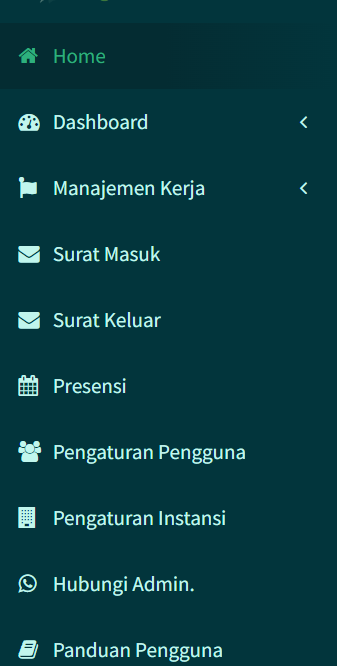 Home
Dashboard
Manajemen Kerja
Surat Masuk
Surat Keluar
Presensi
Pengaturan Pengguna
Pengaturan Instansi
Hubungi Admin.
Panduan Pengguna